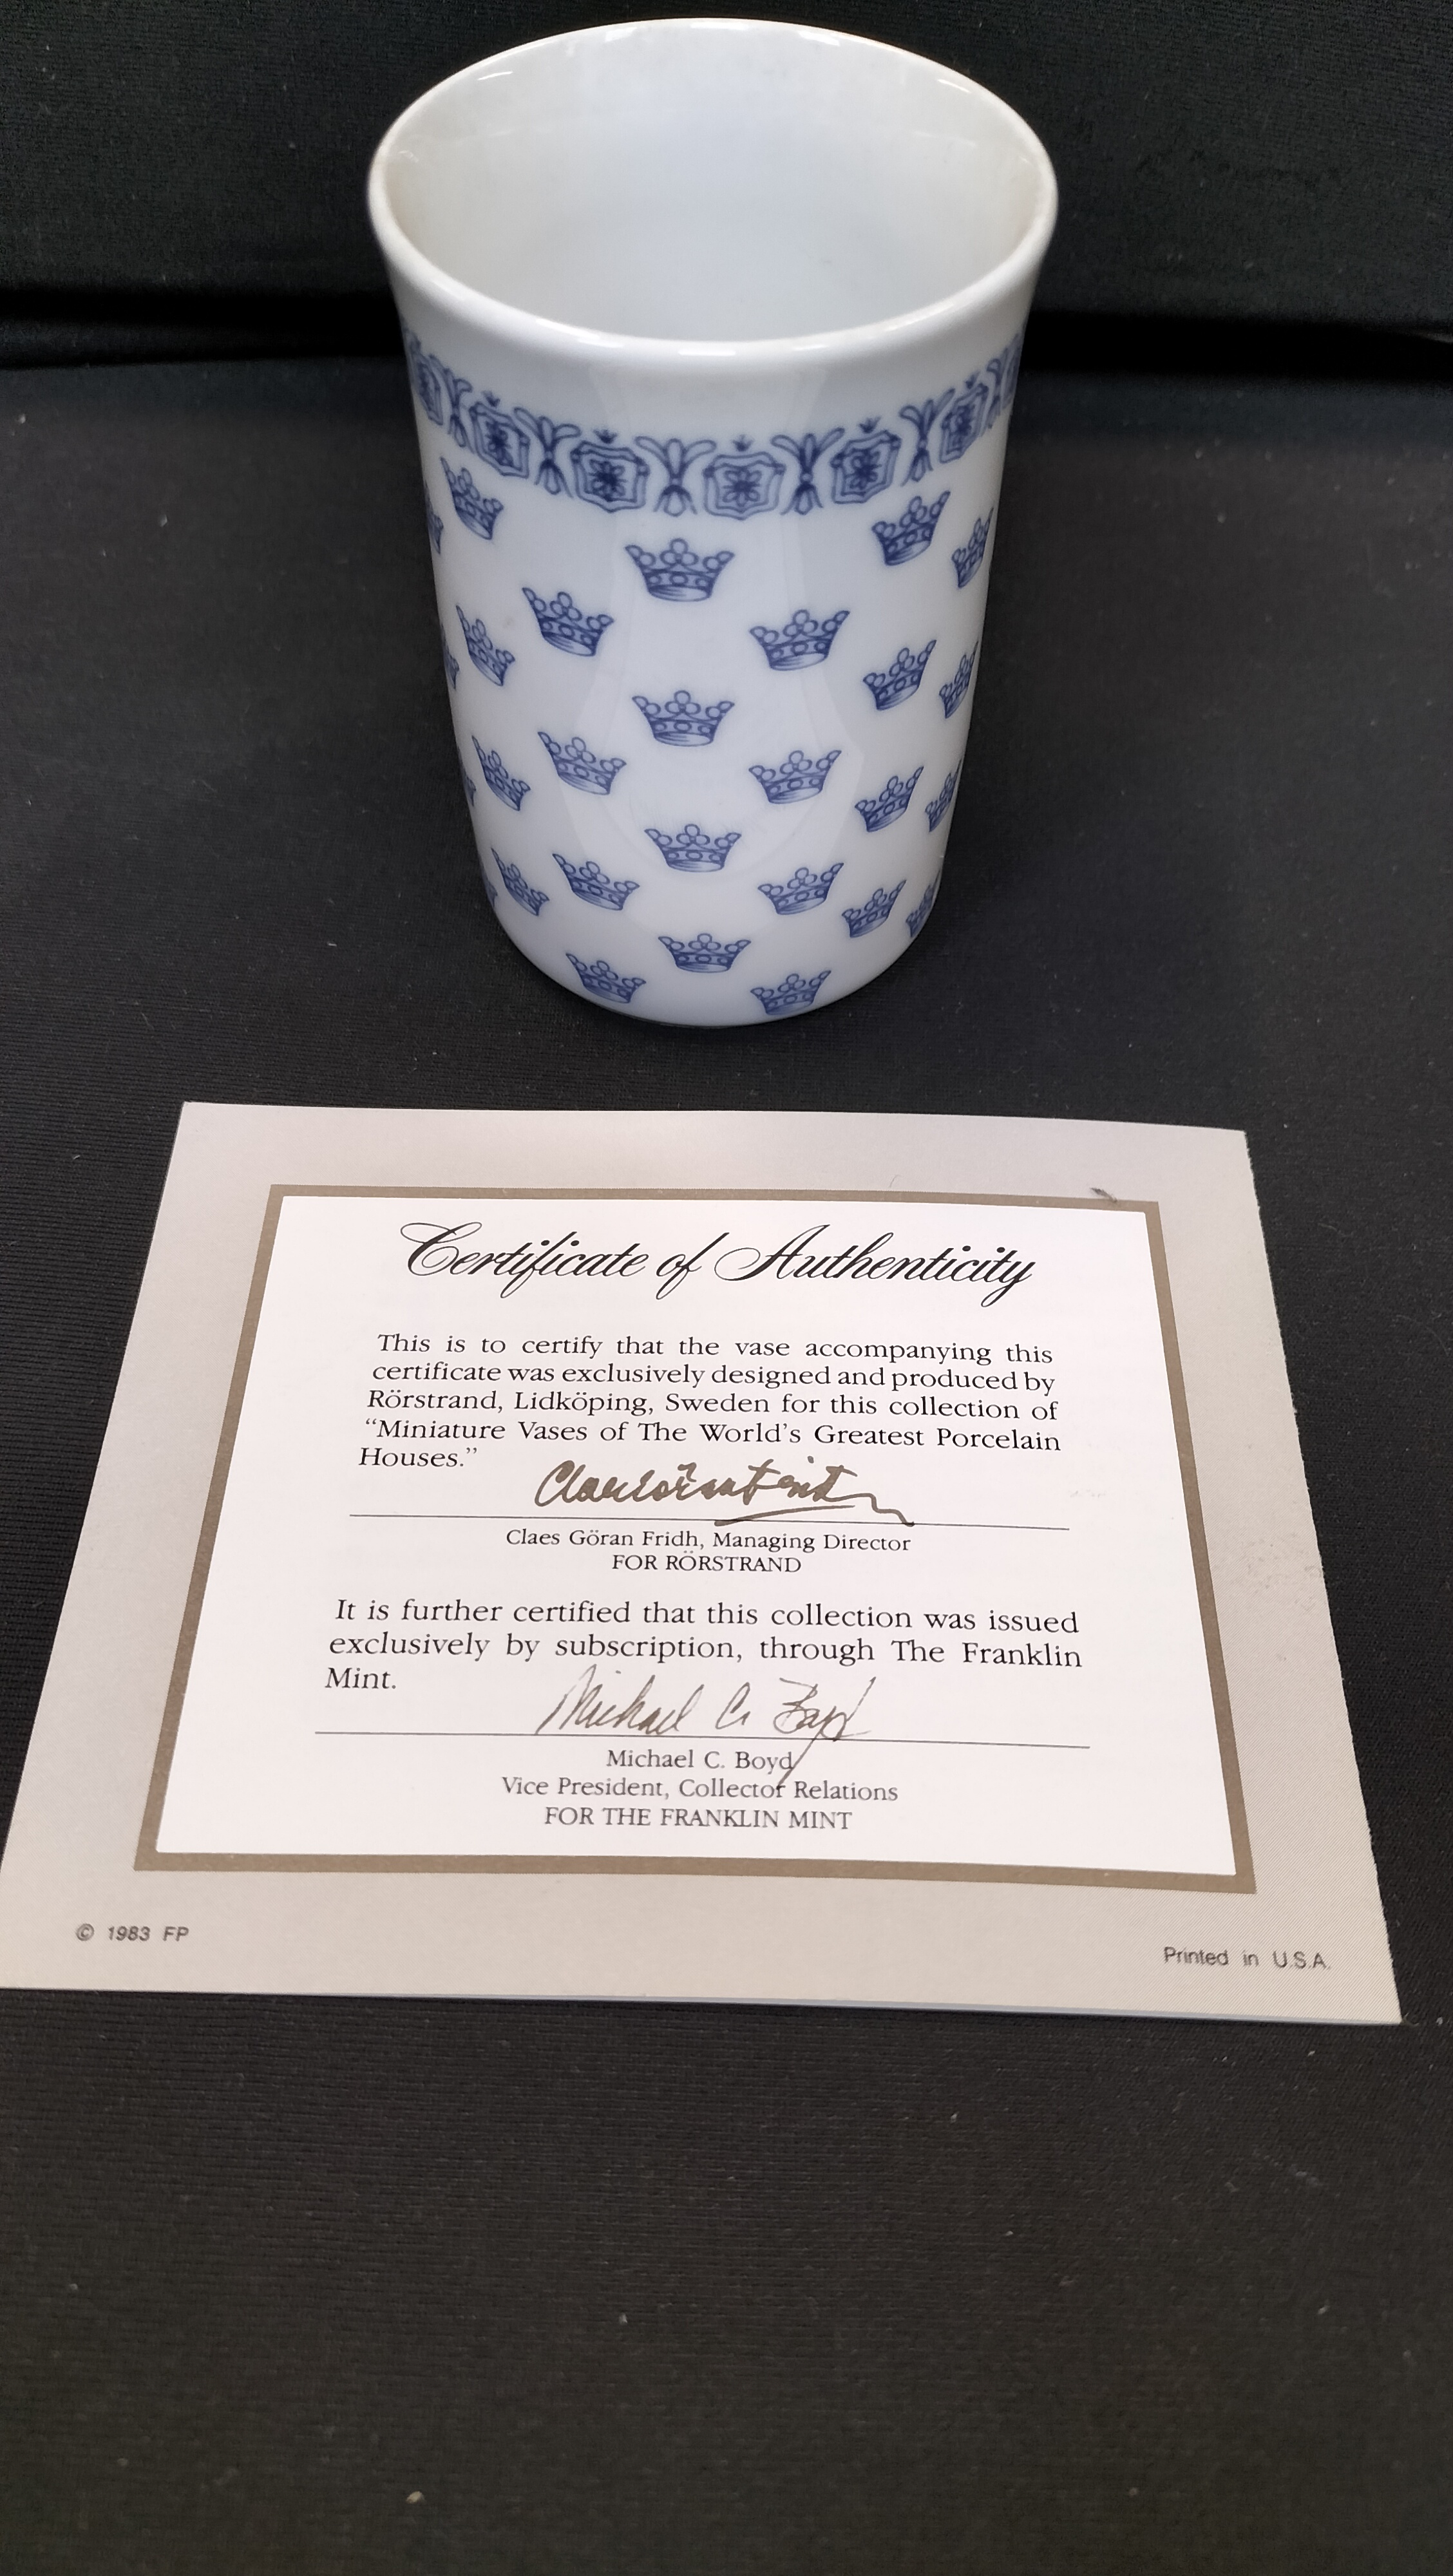 Certificate of Authenticity
This is to certify that the vase accompanying this
certificate was exclusively designed and produced by
Rörstrand, Lidköping, Sweden for this collection of
“Miniature Vases of The World’s Greatest Porcelain
Houses.”
Claes Göran Fridh, Managing Director
FOR RÖRSTRAND
It is further certified that this collection was issued
exclusively by subscription, through The Franklin
Mint.
Michael C. Boyd
Michael C. Boyd
Vice President, Collector Relations
FOR THE FRANKLIN MINT
© 1983 FP
Printed in U.S.A.